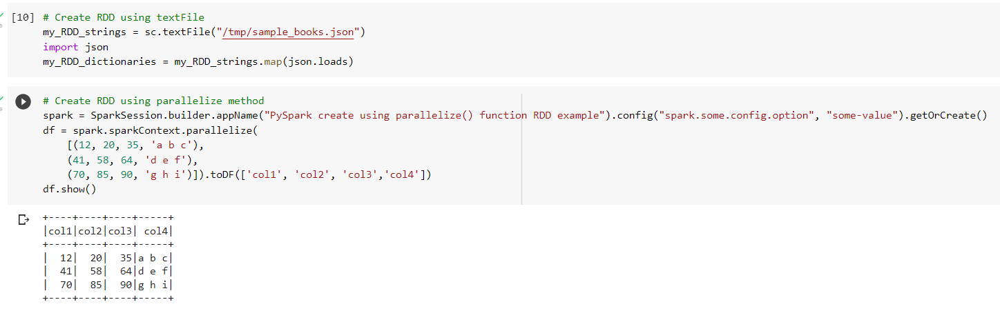 [10] # Create RDD using textFile
my_RDD_strings = sc.textFile("/tmp/sample_books.json")
import json
my_RDD_dictionaries = my_RDD_strings.map(json.loads)
# Create RDD using parallelize method
spark = SparkSession.builder.appName("PySpark create using parallelize() function RDD example").config("spark.some.config.option", "some-value").getOrCreate()
df = spark.sparkContext.parallelize(
    [(12, 20, 35, 'a b c'),
    (41, 58, 64, 'd e f'),
    (70, 85, 90, 'g h i')]).toDF(['col1', 'col2', 'col3','col4'])
df.show()
+----+----+----+-----+
|col1|col2|col3| col4|
+----+----+----+-----+
|  12|  20|  35|a b c|
|  41|  58|  64|d e f|
|  70|  85|  90|g h i|
+----+----+----+-----+